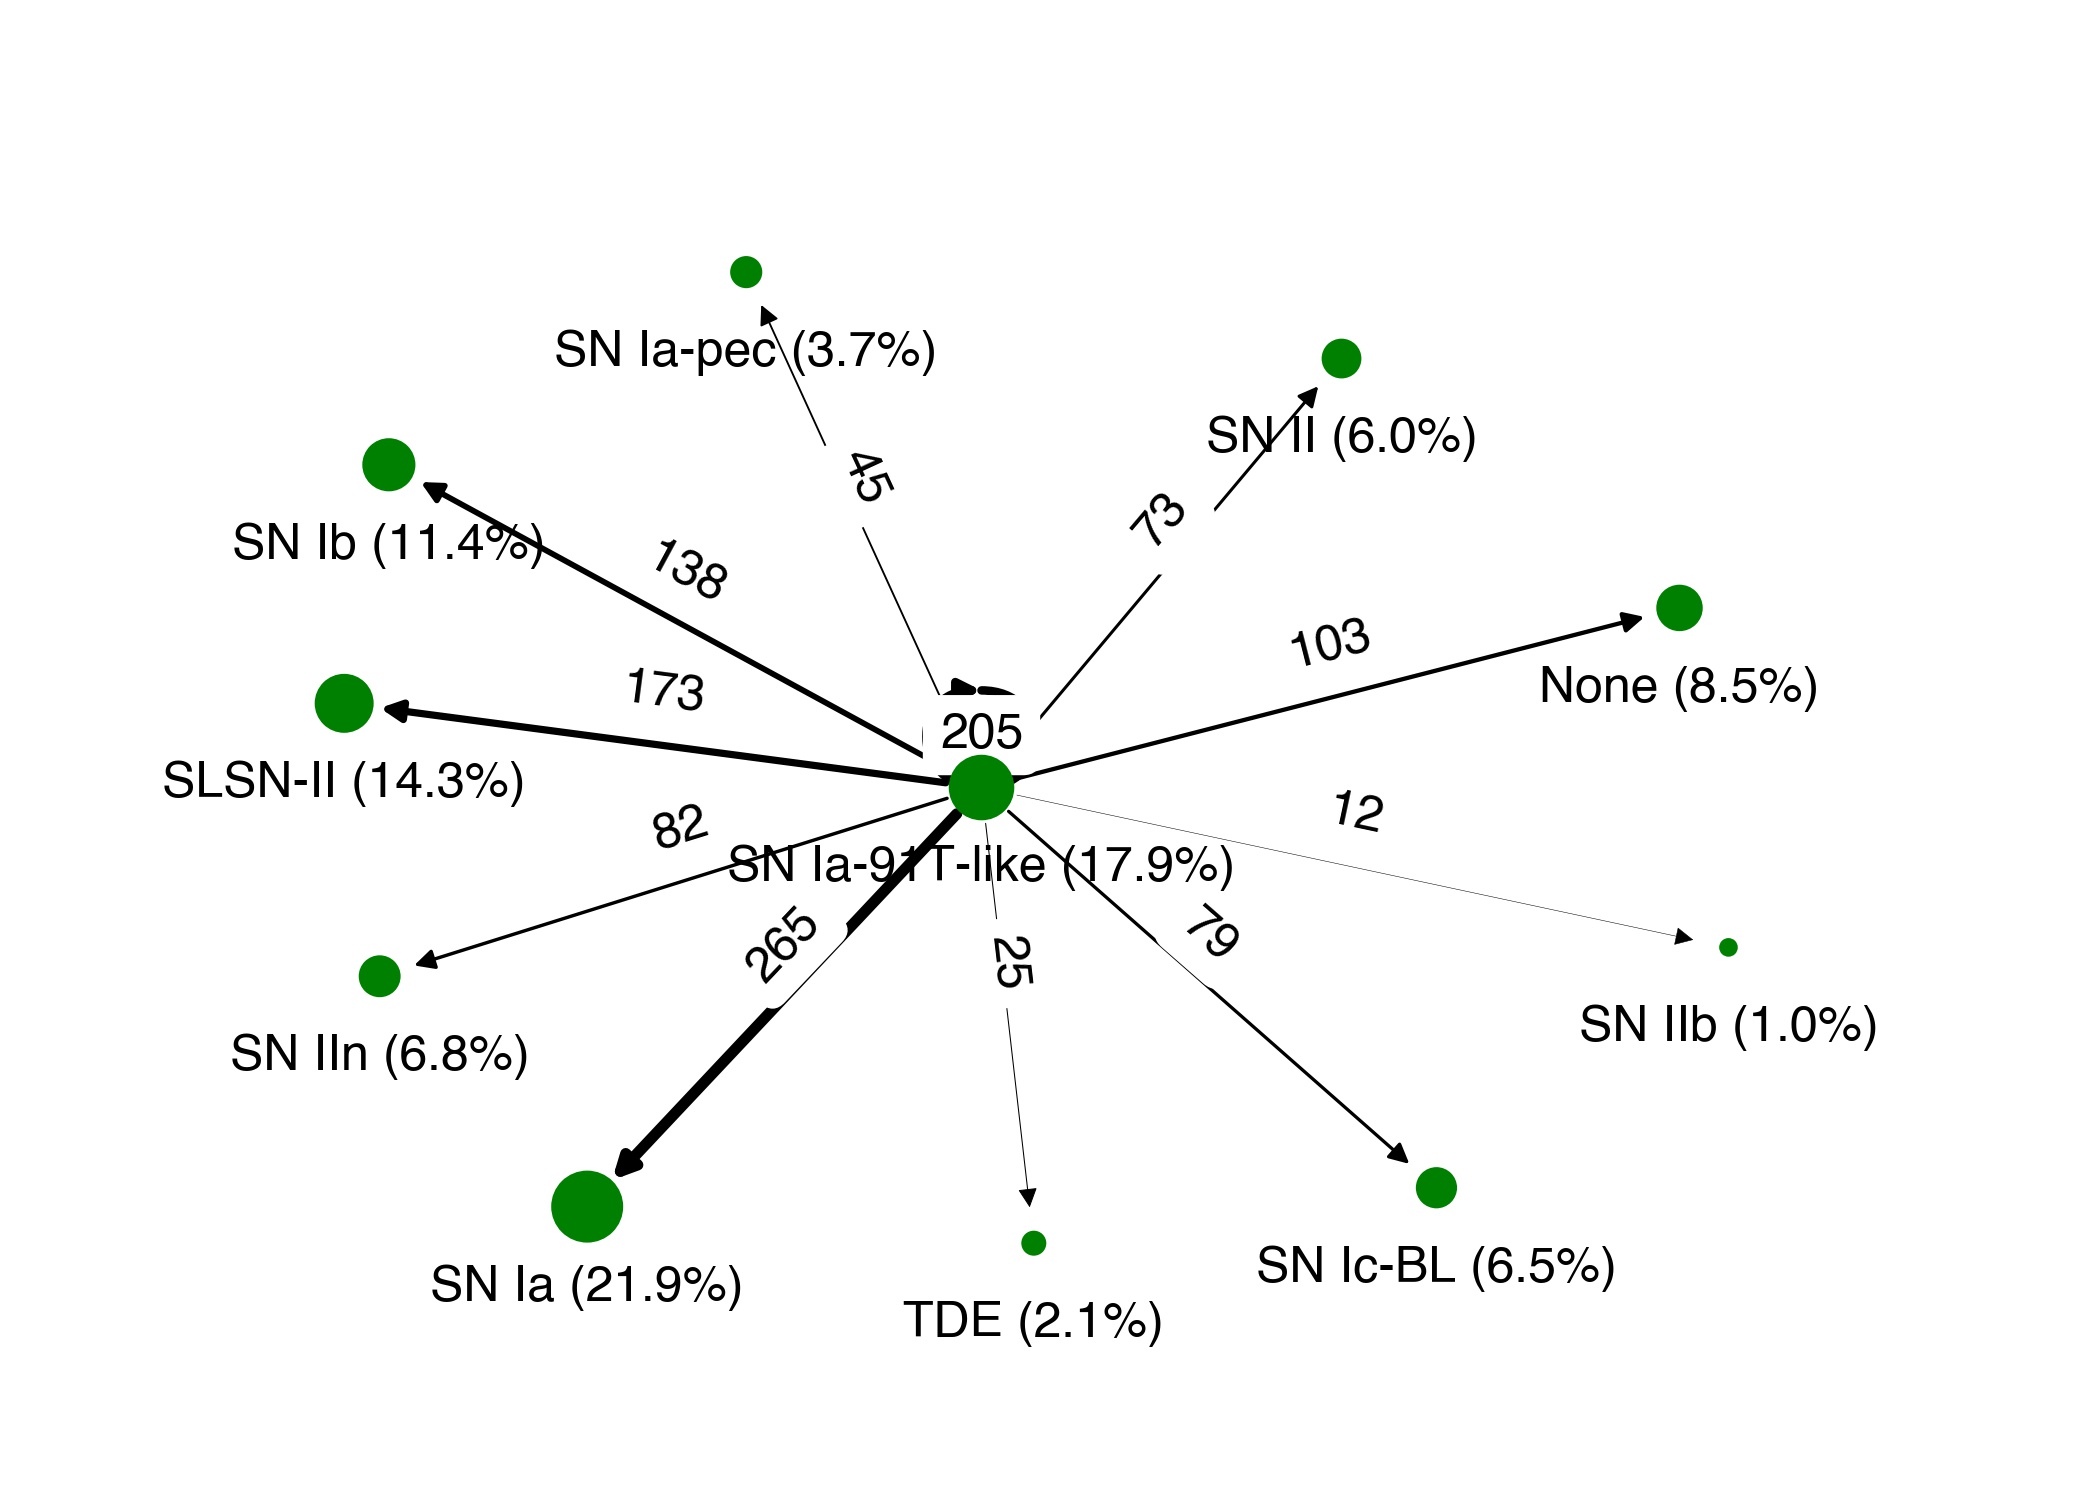 SN Ia-pec (3.7%)
SN II (6.0%)
45
73
SN Ib (11.4%)
138
103
173
None (8.5%)
205
SLSN-II (14.3%)
82
12
SN Ia-91T-like (17.9%)
265
25
79
SN IIn (6.8%)
SN IIb (1.0%)
SN Ia (21.9%)
SN Ic-BL (6.5%)
TDE (2.1%)